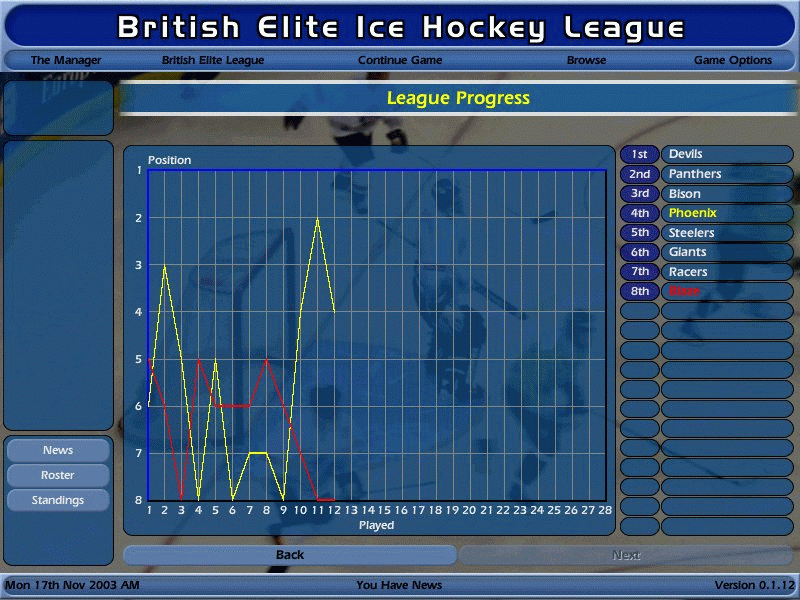 British Elite Ice Hockey League
The Manager British Elite League Continue Game Browse Game Options
League Progress
Position
1
2
3
4
5
6
7
8
1 2 3 4 5 6 7 8 9 10 11 12 13 14 15 16 17 18 19 20 21 22 23 24 25 26 27 28
Played
1st Devils
2nd Panthers
3rd Bison
4th Phoenix
5th Steelers
6th Giants
7th Racers
8th
News
Roster
Standings
Back Next
Mon 17th Nov 2003 AM You Have News Version 0.1.12